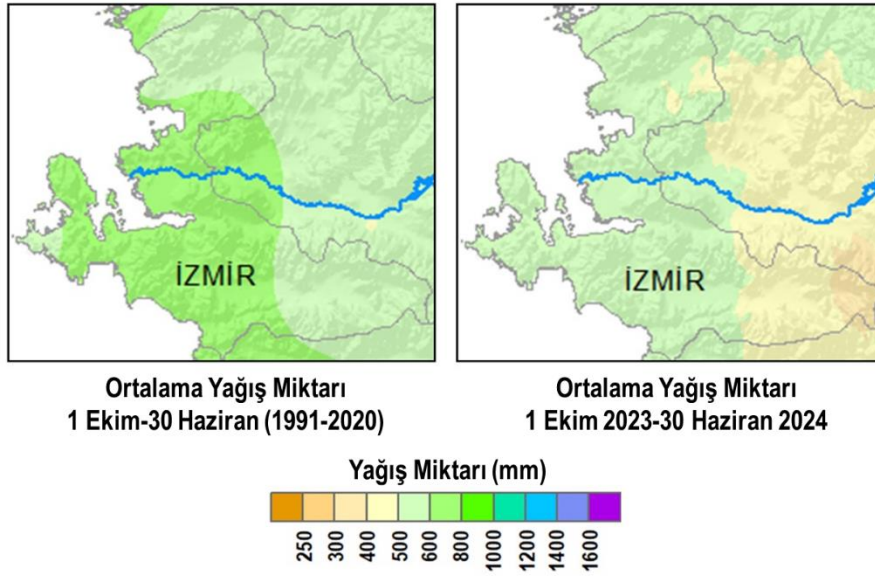 İZMİR
İZMİR
Ortalama Yağış Miktarı
1 Ekim-30 Haziran (1991-2020)
Ortalama Yağış Miktarı
1 Ekim 2023-30 Haziran 2024
Yağış Miktarı (mm)
250 300 400 500 600 800 1000 1200 1400 1600